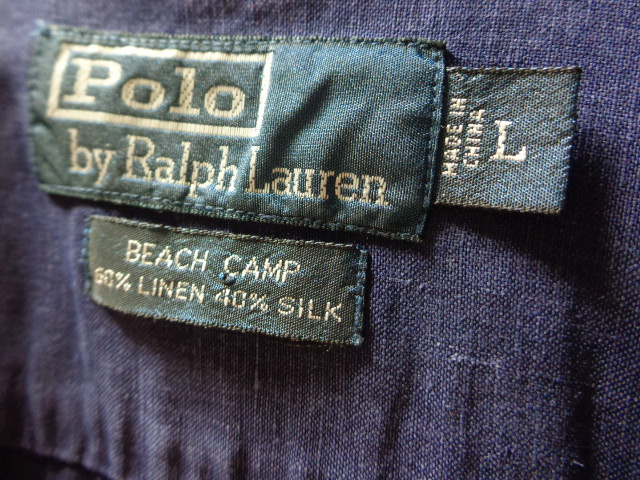 Polo
by Ralph Lauren
MADE IN
CHINA
L
BEACH CAMP
60% LINEN 40% SILK